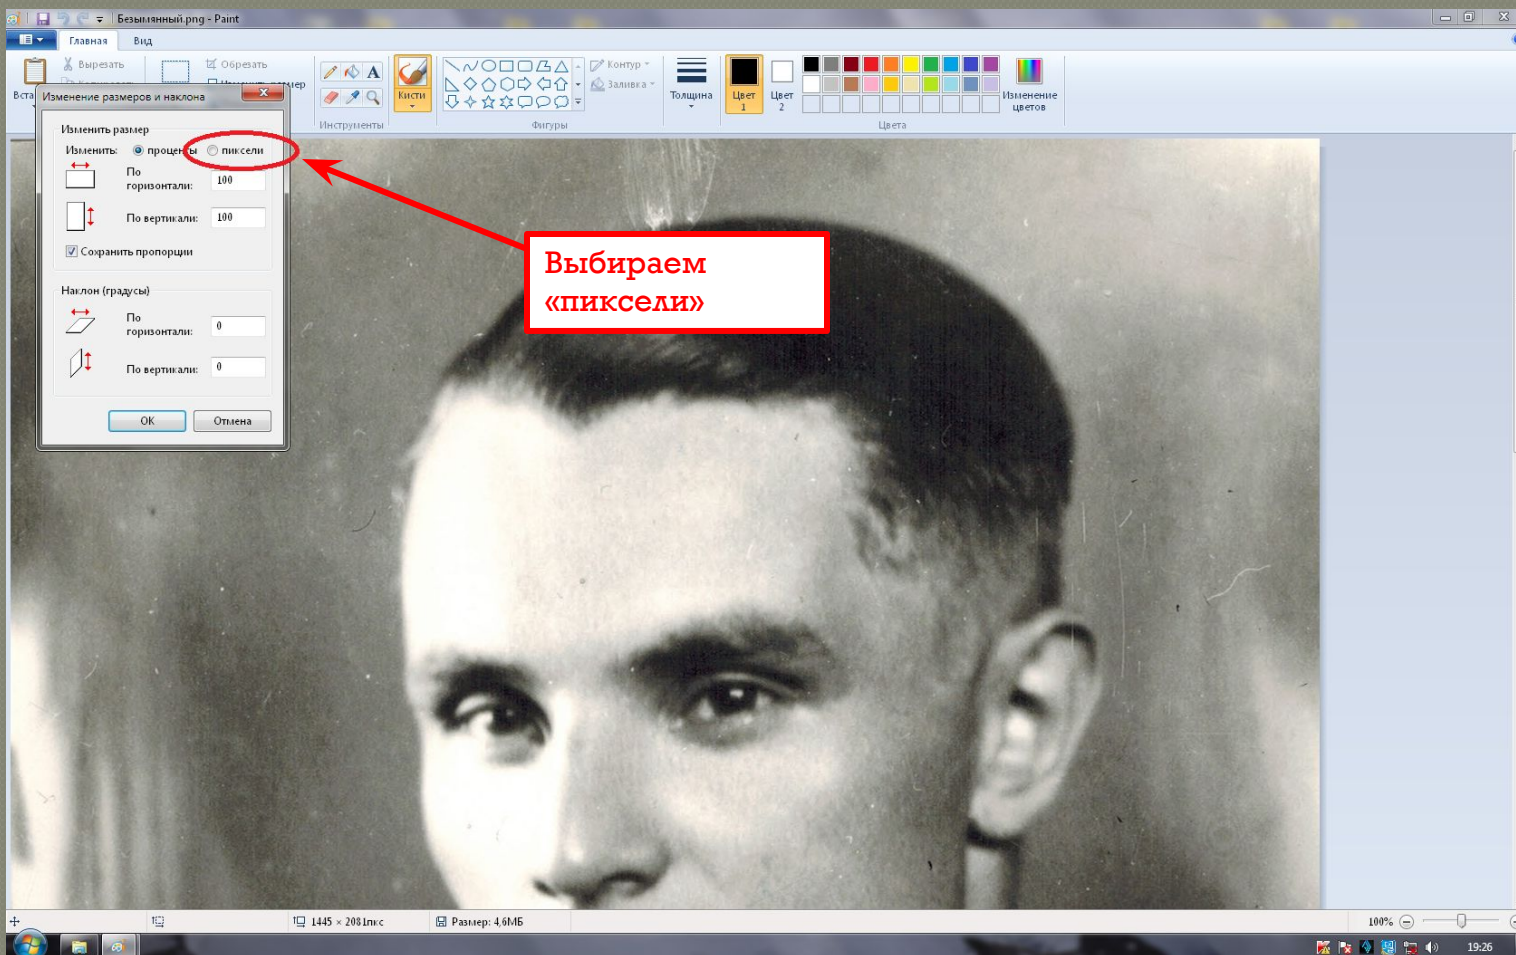 Безымянный.png - Paint
Главная Вид
Вырезать
Обрезать
Контур
Заливка
Кисти
Толщина
Цвет 1
Цвет 2
Изменение цветов
Инструменты
Фигуры
Цвета
Изменение размеров и наклона
Изменить размер
Изменить: проценты пиксели
По горизонтали: 100
По вертикали: 100
Сохранить пропорции
Наклон (градусы)
По горизонтали: 0
По вертикали: 0
ОК Отмена
Выбираем
«пиксели»
1445 × 2081пкс
Размер: 4,6МБ
100%
19:26